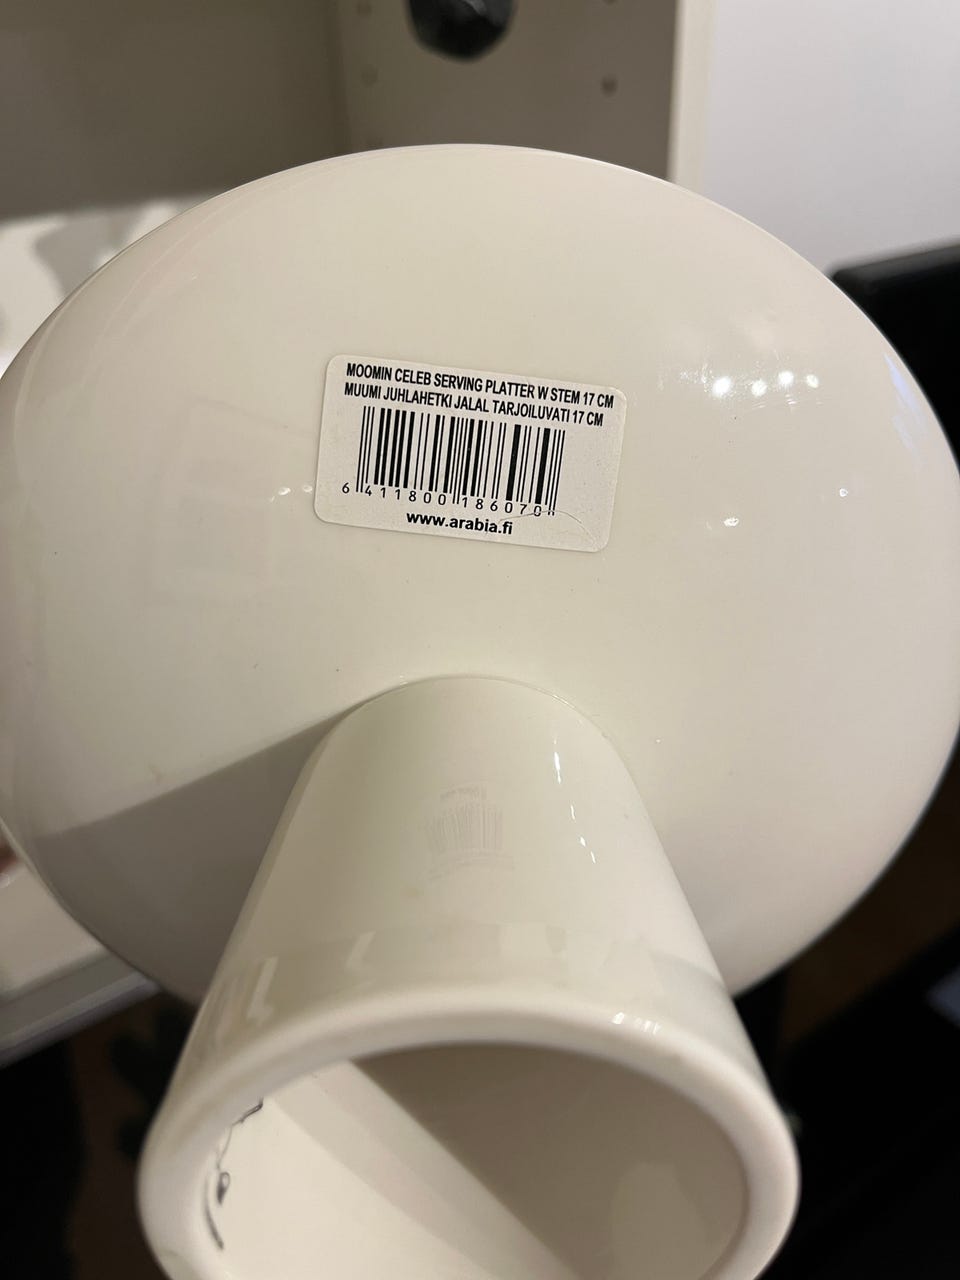 MOOMIN CELEB SERVING PLATTER W STEM 17 CM
MUUMI JUHLAHETKI JALAL TARJOILUVATI 17 CM
6 411800 186070
www.arabia.fi